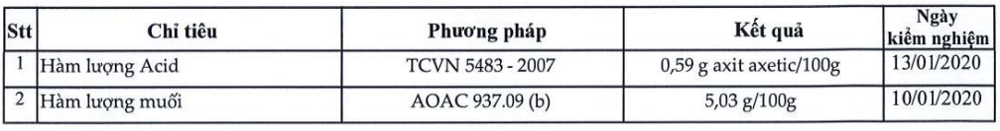 Stt Chỉ tiêu Phương pháp Kết quả Ngày kiểm nghiệm
1 Hàm lượng Acid TCVN 5483 - 2007 0,59 g axit axetic/100g 13/01/2020
2 Hàm lượng muối AOAC 937.09 (b) 5,03 g/100g 10/01/2020